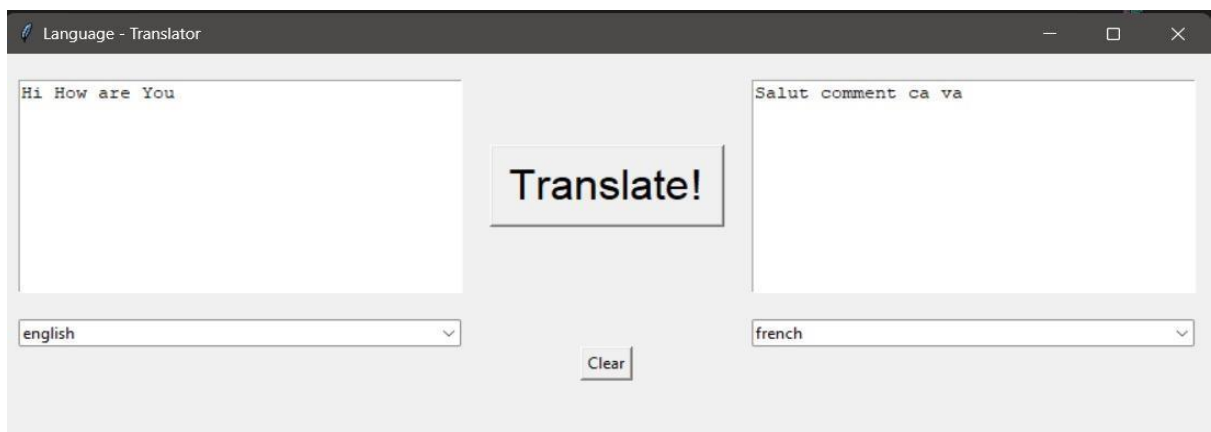 Language - Translator
Hi How are You
Salut comment ca va
Translate!
english
french
Clear